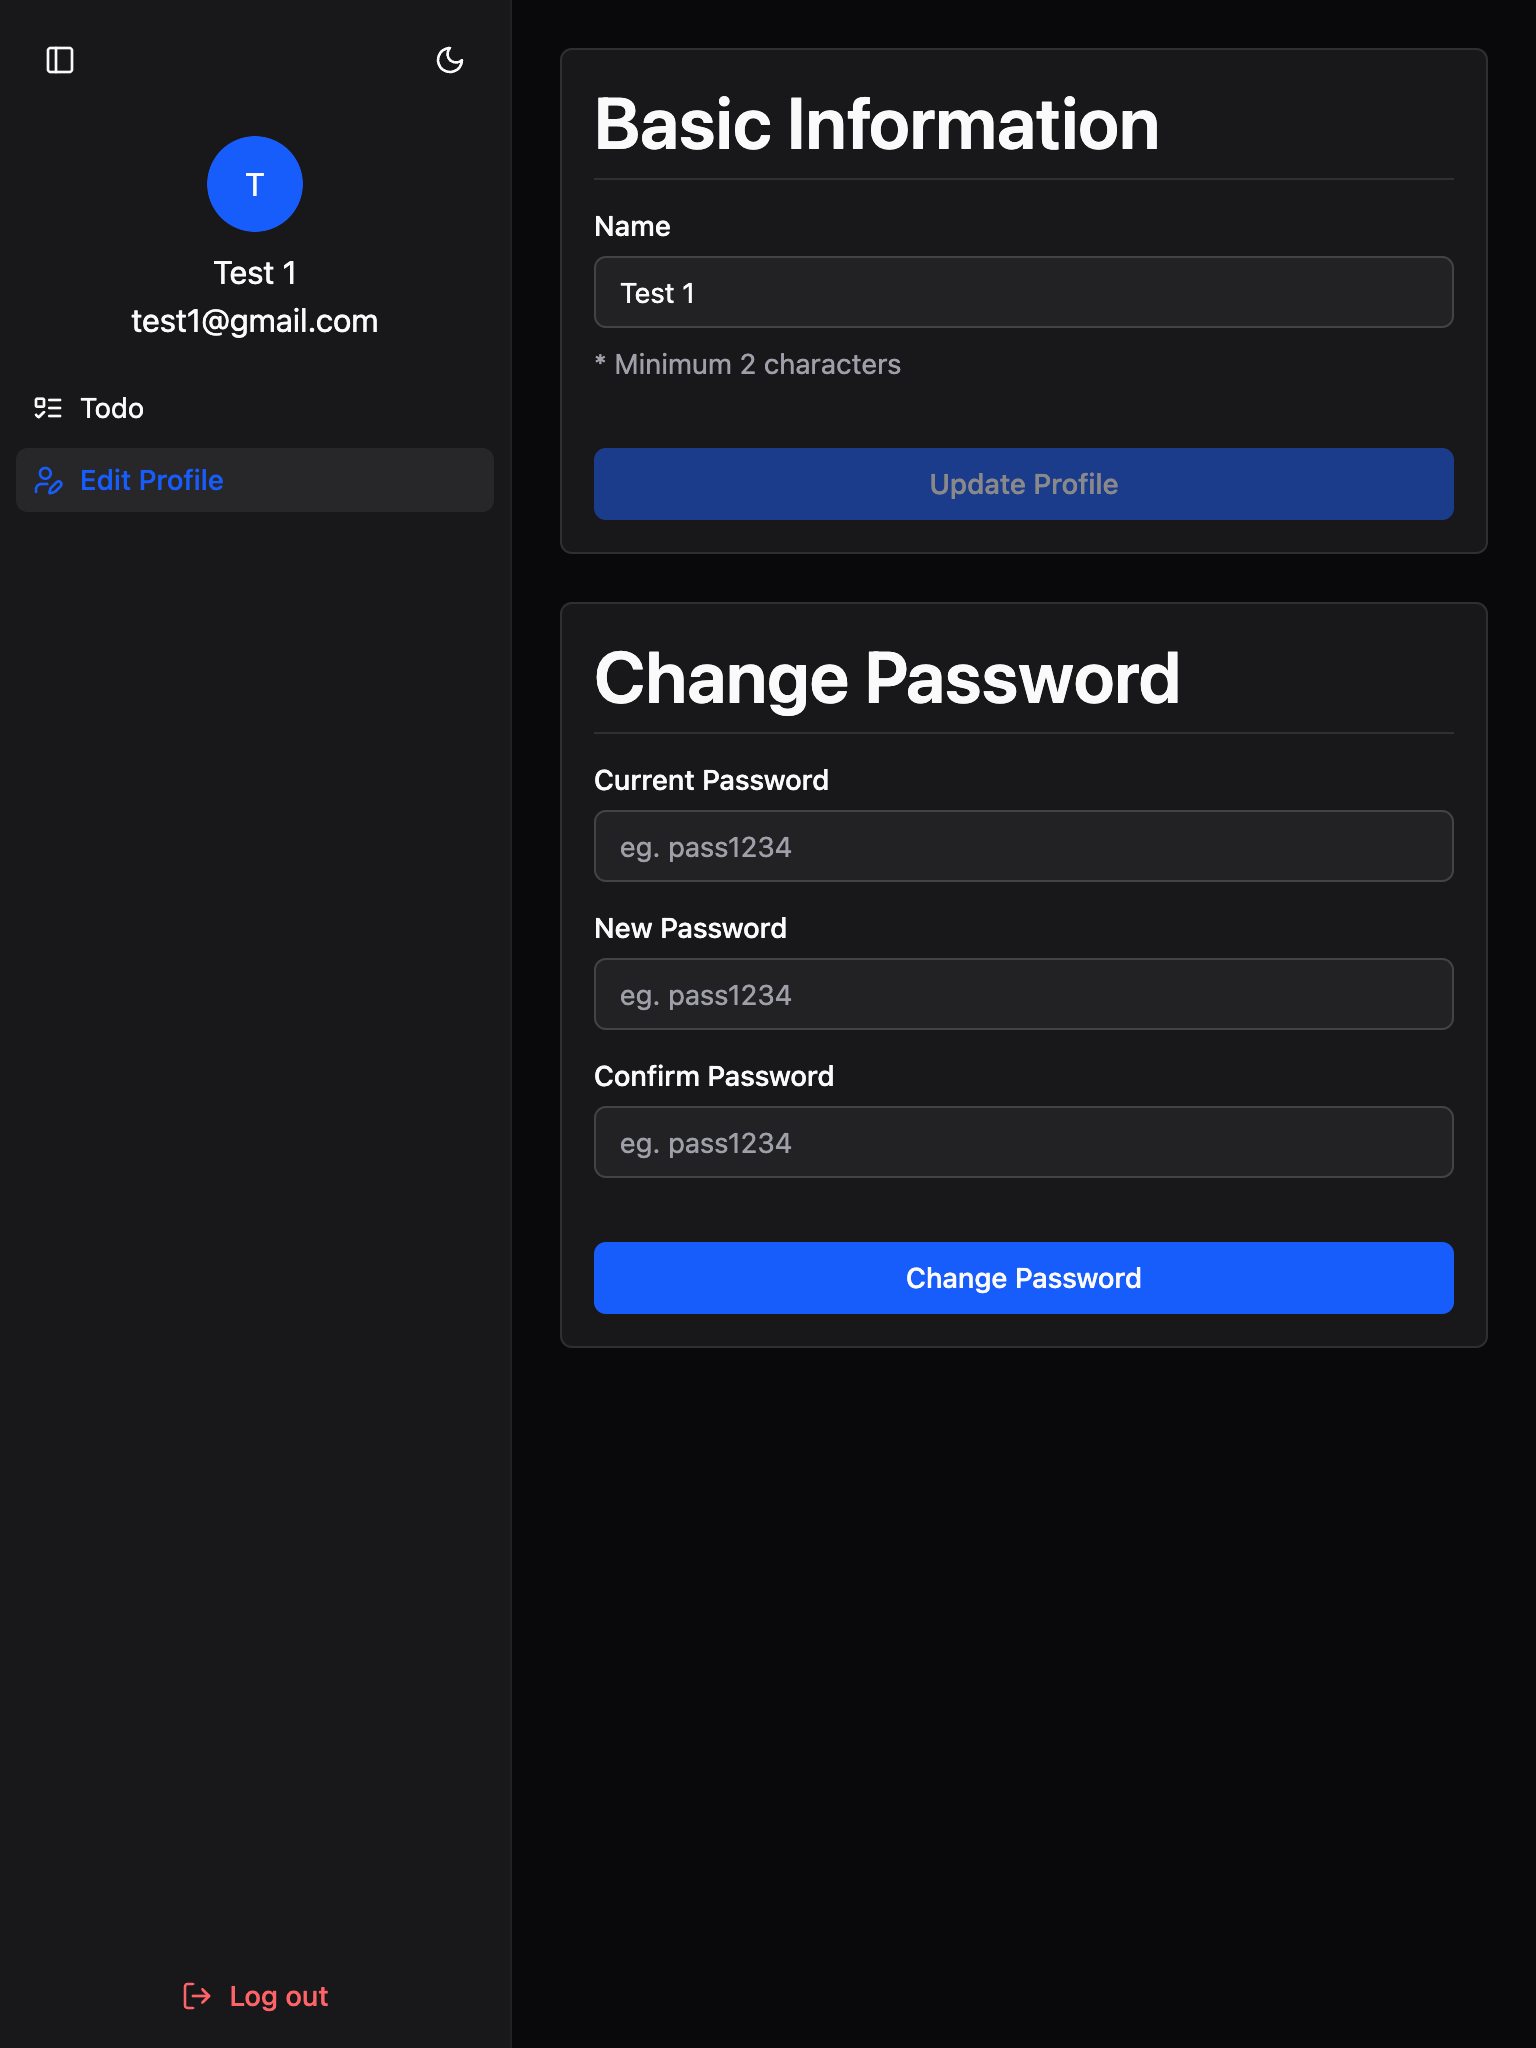 T
Test 1
test1@gmail.com
Todo
Edit Profile
Log out
Basic Information
Name
Test 1
* Minimum 2 characters
Update Profile
Change Password
Current Password
eg. pass1234
New Password
eg. pass1234
Confirm Password
eg. pass1234
Change Password